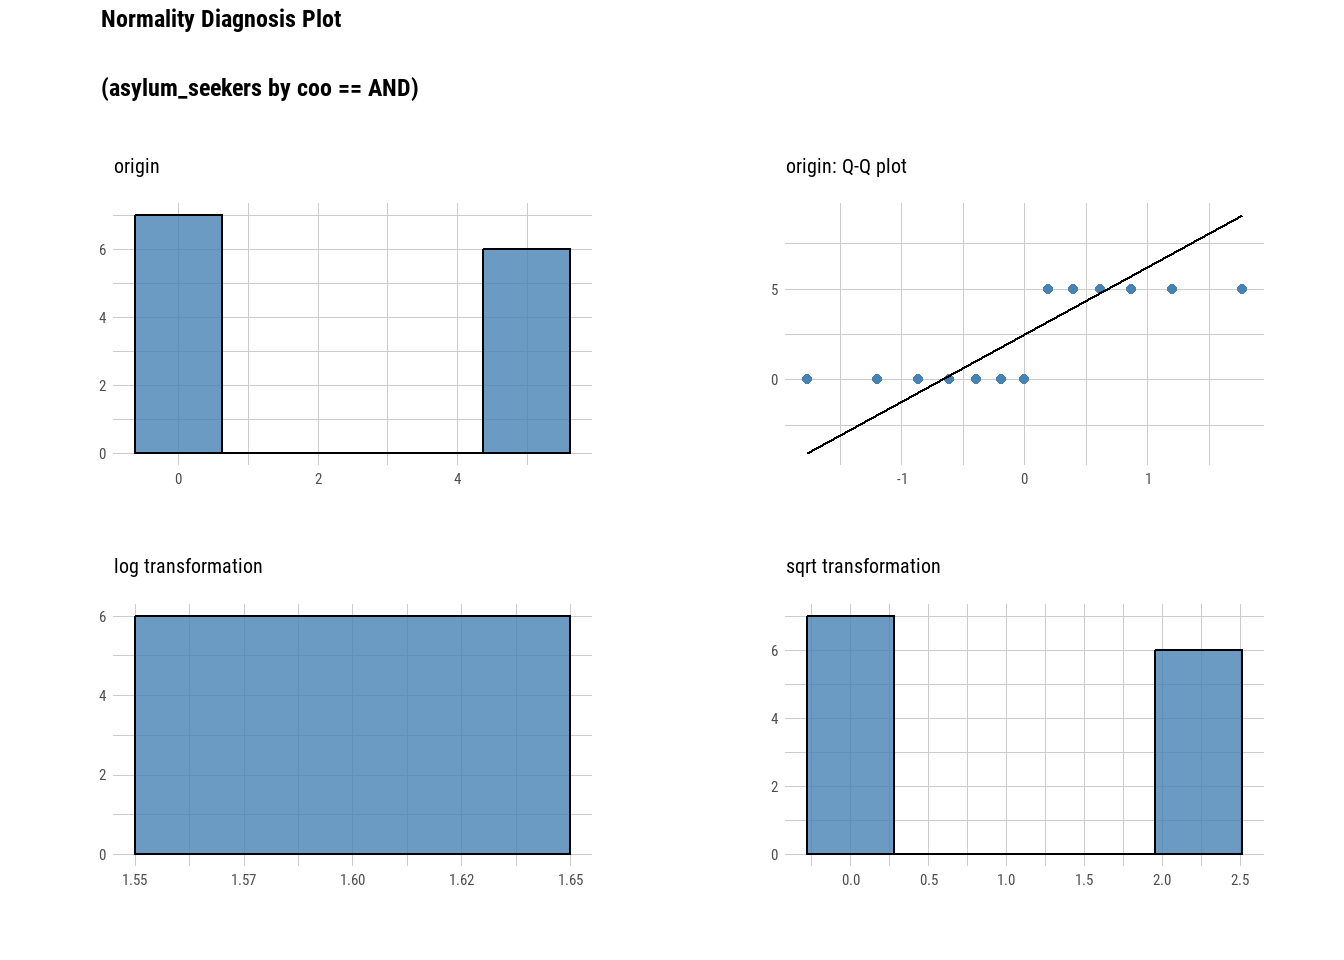 Normality Diagnosis Plot
(asylum_seekers by coo == AND)
origin
6
4
2
0
0 2 4
origin: Q-Q plot
5
0
-1 0 1
log transformation
6
4
2
0
1.55 1.57 1.60 1.62 1.65
sqrt transformation
6
4
2
0
0.0 0.5 1.0 1.5 2.0 2.5